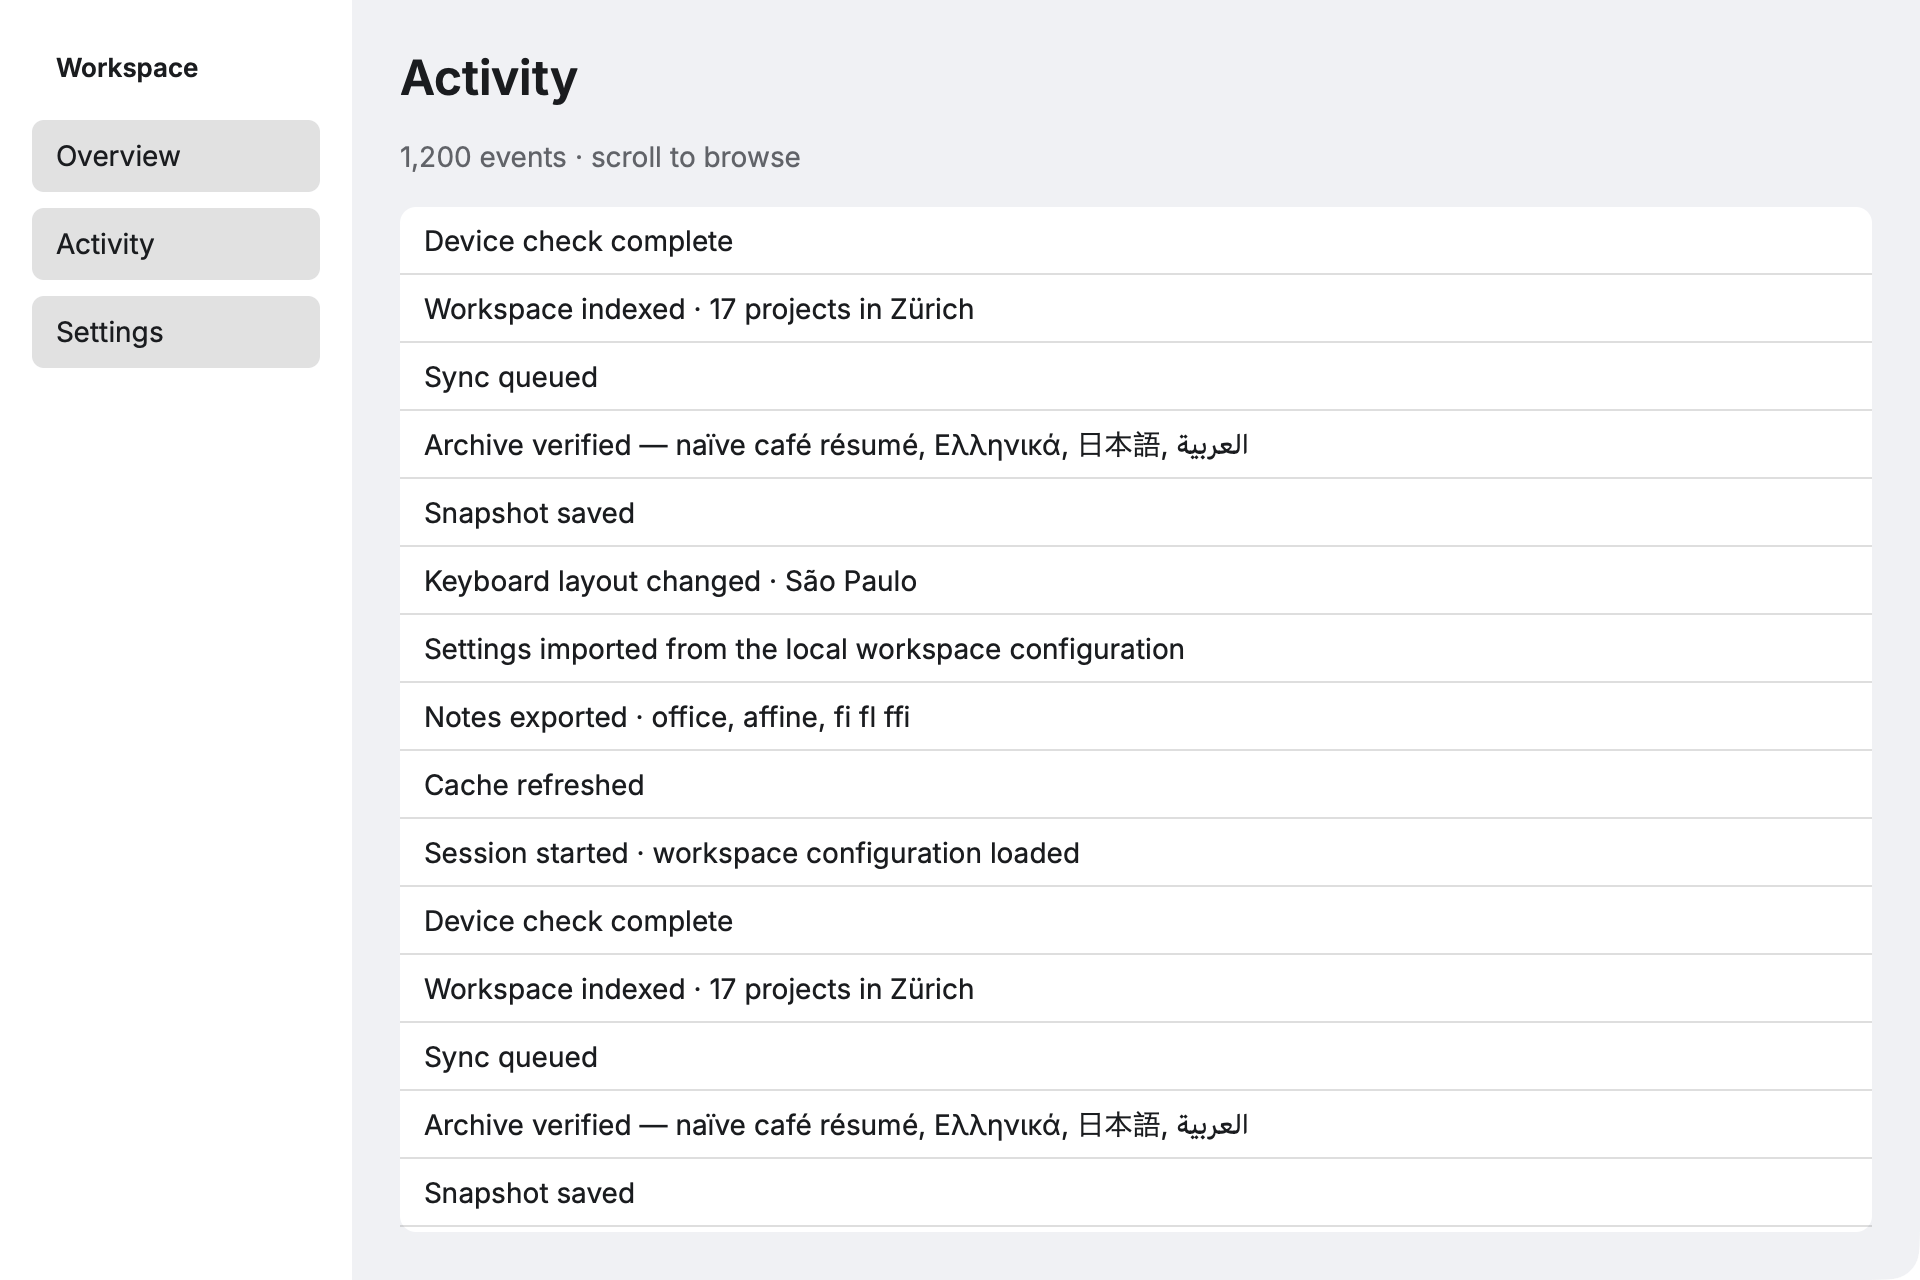 Workspace
Overview
Activity
Settings
Activity
1,200 events · scroll to browse
Device check complete
Workspace indexed · 17 projects in Zürich
Sync queued
Archive verified — naïve café résumé, Ελληνικά, 日本語, العربية
Snapshot saved
Keyboard layout changed · São Paulo
Settings imported from the local workspace configuration
Notes exported · office, affine, fi fl ffi
Cache refreshed
Session started · workspace configuration loaded
Device check complete
Workspace indexed · 17 projects in Zürich
Sync queued
Archive verified — naïve café résumé, Ελληνικά, 日本語, العربية
Snapshot saved